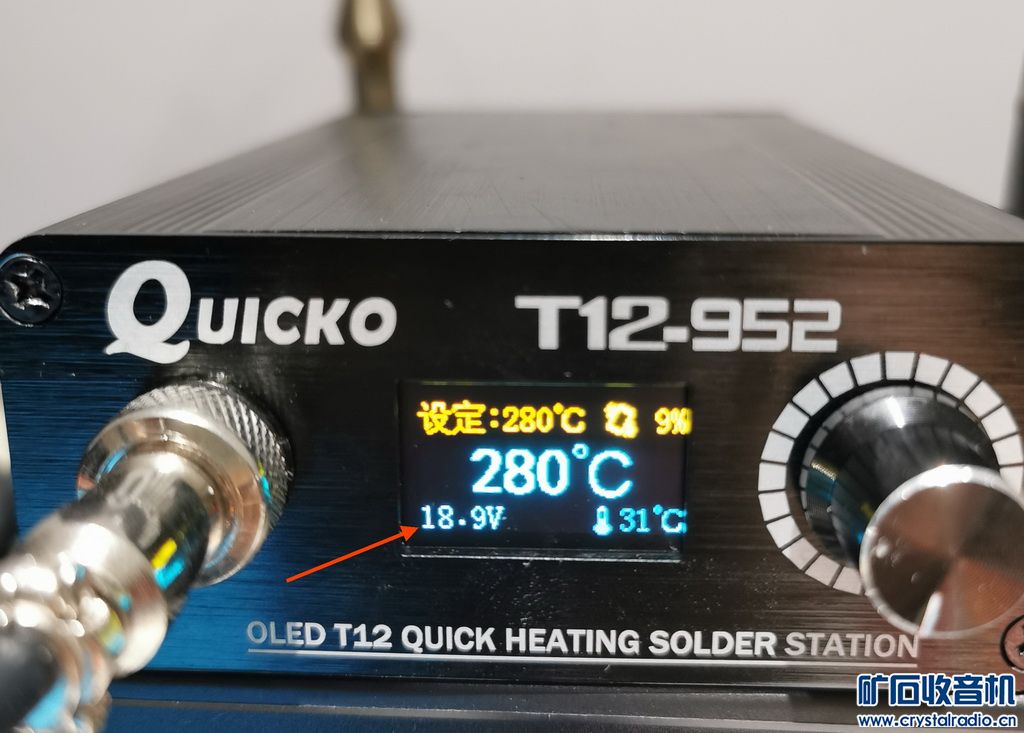 QUICKO
T12-952
设定:280℃ 9%
280℃
18.9V 31℃
OLED T12 QUICK HEATING SOLDER STATION
矿石收音机
www.crystalradio.cn